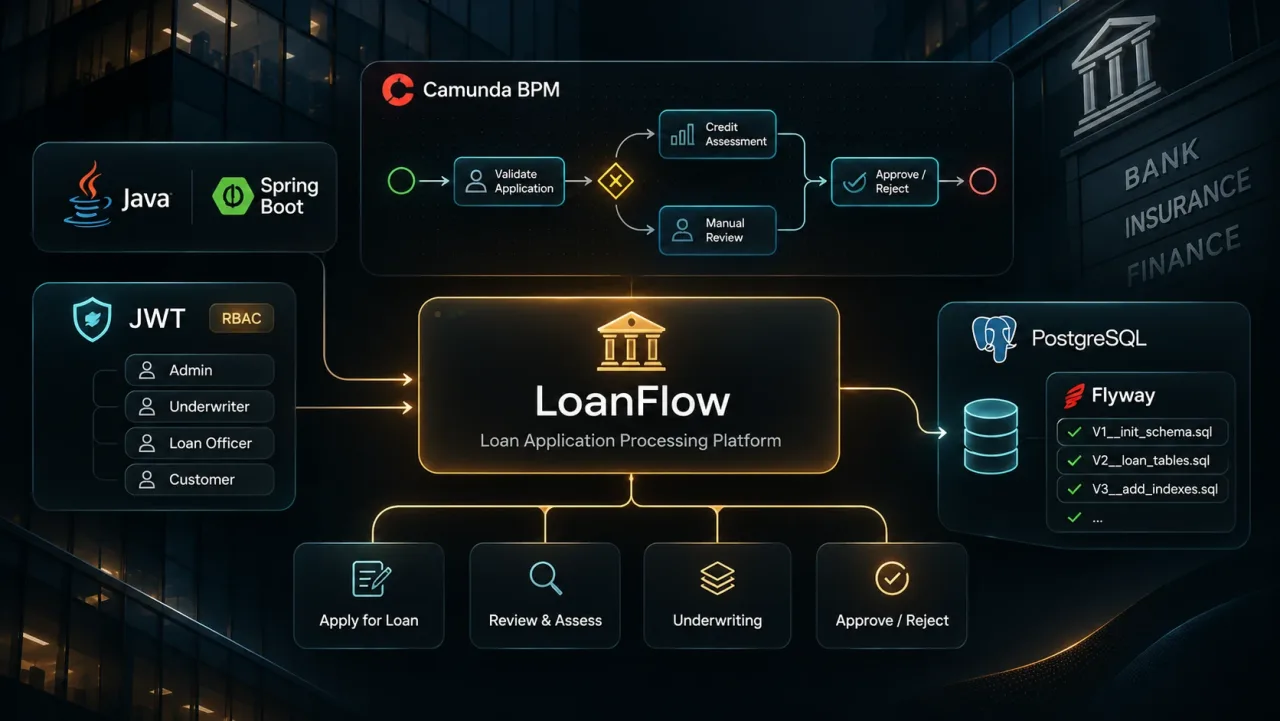 Camunda BPM
Validate
Application
Credit
Assessment
Manual
Review
Approve /
Reject
BANK
INSURANCE
FINANCE
Java
Spring
Boot
JWT
RBAC
Admin
Underwriter
Loan Officer
Customer
LoanFlow
Loan Application Processing Platform
PostgreSQL
Flyway
V1__init_schema.sql
V2__loan_tables.sql
V3__add_indexes.sql
...
Apply for Loan
Review & Assess
Underwriting
Approve / Reject